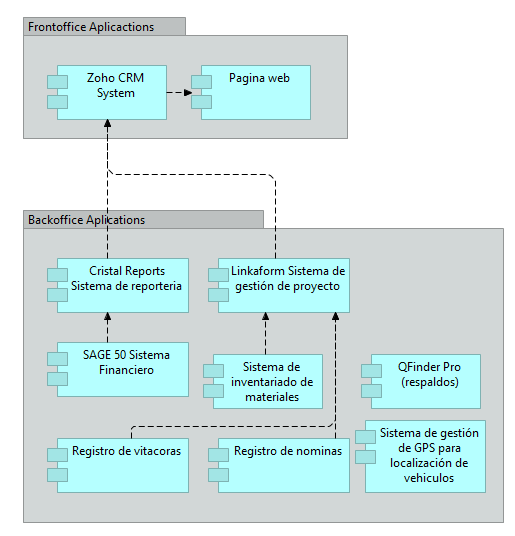 Frontoffice Aplicactions
Zoho CRM
System
Pagina web
Backoffice Aplications
Cristal Reports
Sistema de reporteria
Linkaform Sistema de
gestión de proyecto
SAGE 50 Sistema
Financiero
Sistema de
inventariado de
materiales
QFinder Pro
(respaldos)
Registro de vitacoras
Registro de nominas
Sistema de gestión
de GPS para
localización de
vehiculos